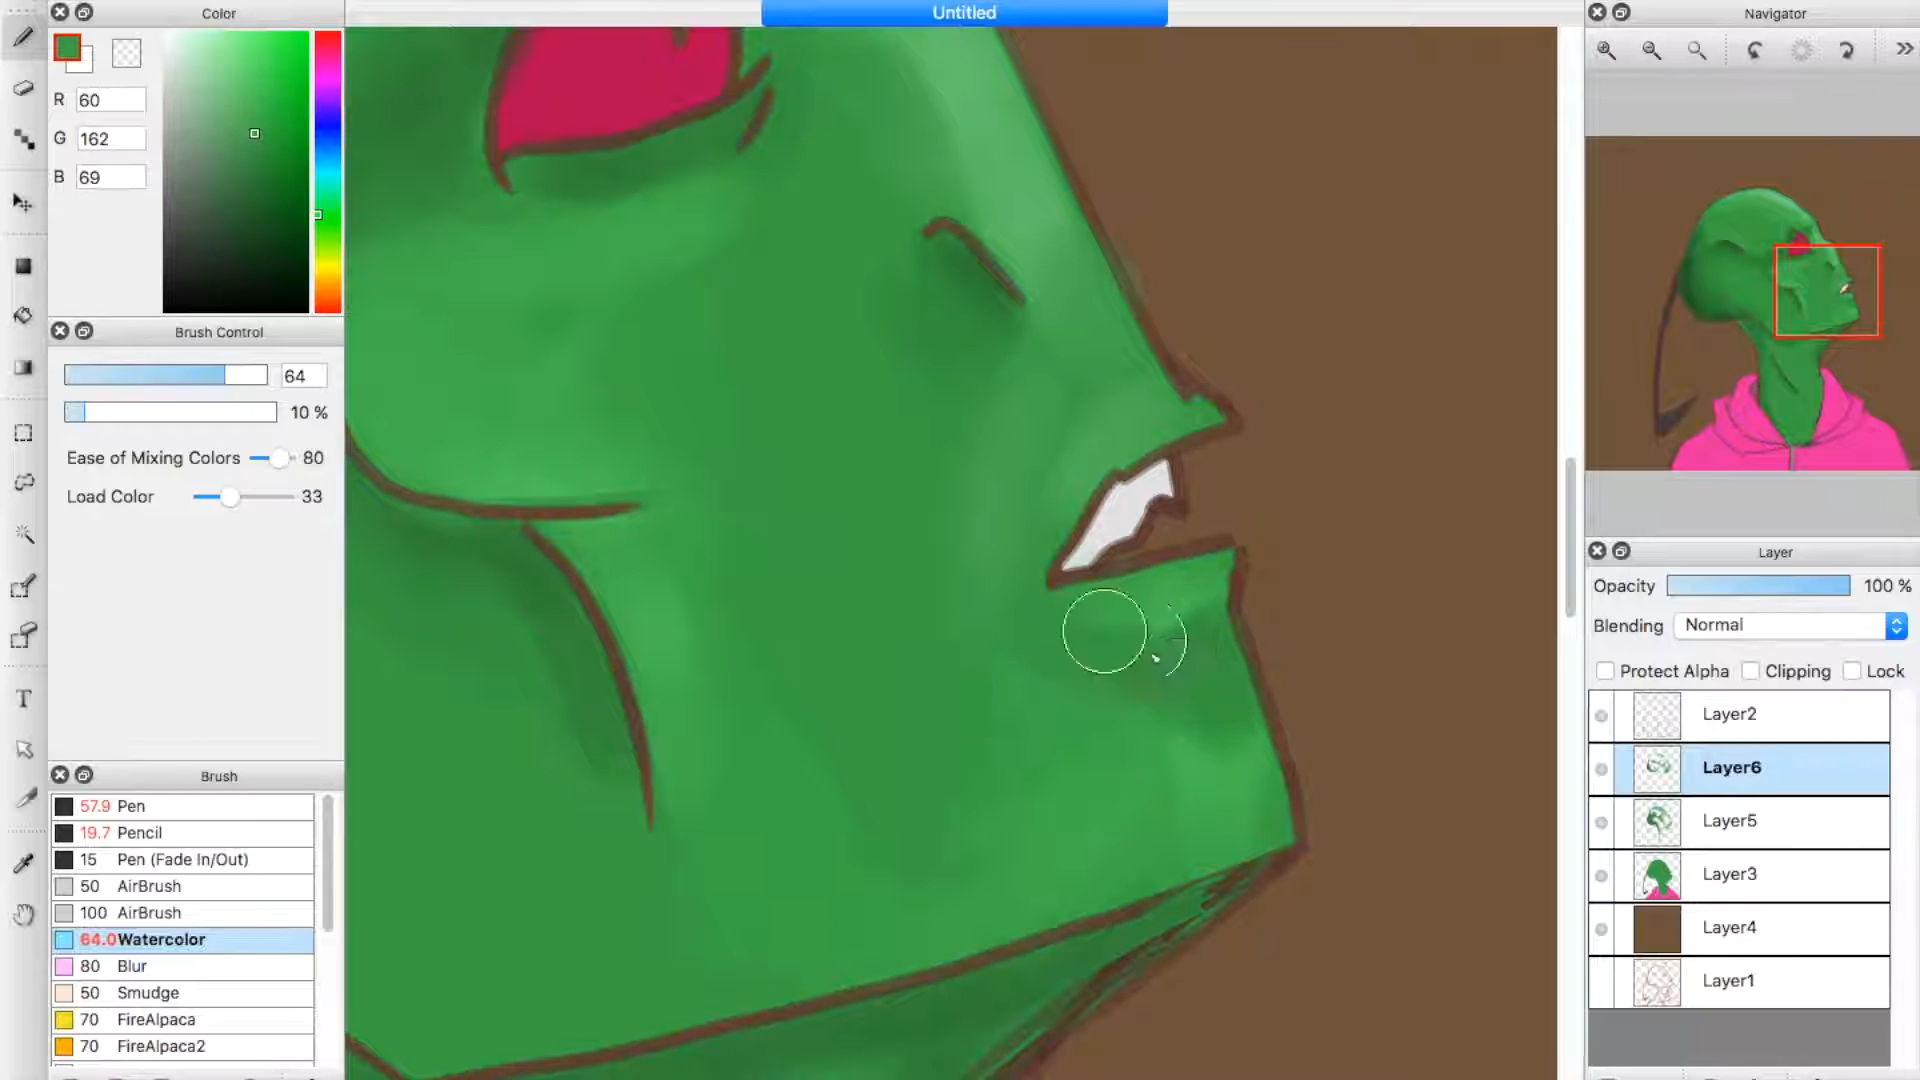 Color
R 60
G 162
B 69
Brush Control
64
10 %
Ease of Mixing Colors 80
Load Color 33
Brush
57.9 Pen
19.7 Pencil
15 Pen (Fade In/Out)
50 AirBrush
100 AirBrush
64.0 Watercolor
80 Blur
50 Smudge
70 FireAlpaca
70 FireAlpaca2
T
Untitled
Navigator
Layer
Opacity 100 %
Blending Normal
Protect Alpha Clipping Lock
Layer2
Layer6
Layer5
Layer3
Layer4
Layer1